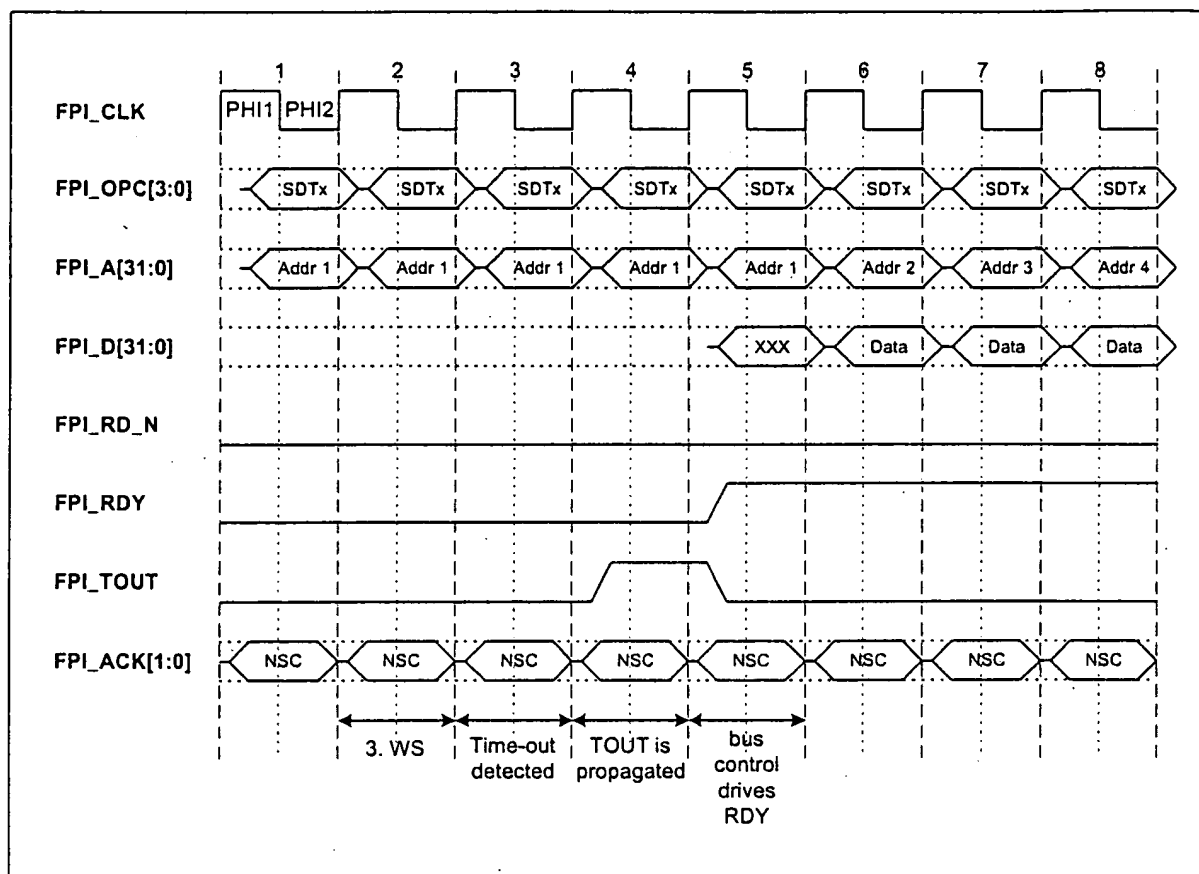 1 2 3 4 5 6 7 8
FPI_CLK PHI1 PHI2
FPI_OPC[3:0] SDTx SDTx SDTx SDTx SDTx SDTx SDTx SDTx
FPI_A[31:0] Addr 1 Addr 1 Addr 1 Addr 1 Addr 1 Addr 2 Addr 3 Addr 4
FPI_D[31:0] XXX Data Data Data
FPI_RD_N
FPI_RDY
FPI_TOUT
FPI_ACK[1:0] NSC NSC NSC NSC NSC NSC NSC NSC
3. WS
Time-out
detected
TOUT is
propagated
bus
control
drives
RDY